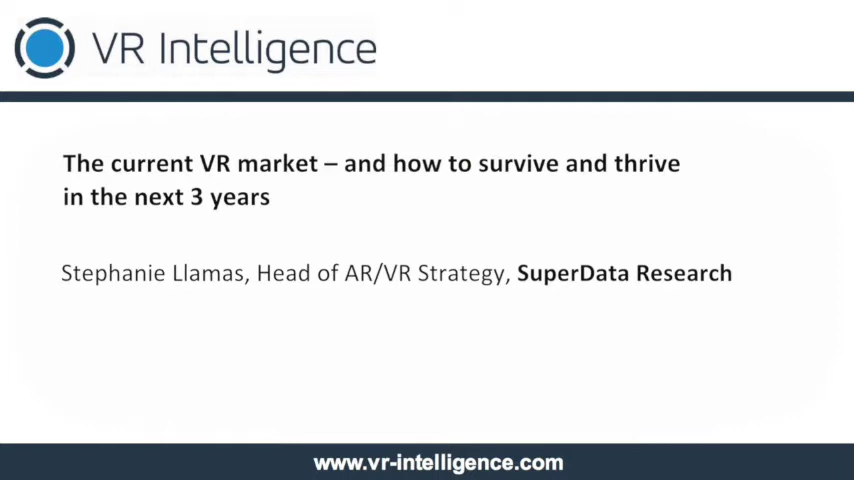 VR Intelligence
The current VR market – and how to survive and thrive
in the next 3 years
Stephanie Llamas, Head of AR/VR Strategy, SuperData Research
www.vr-intelligence.com